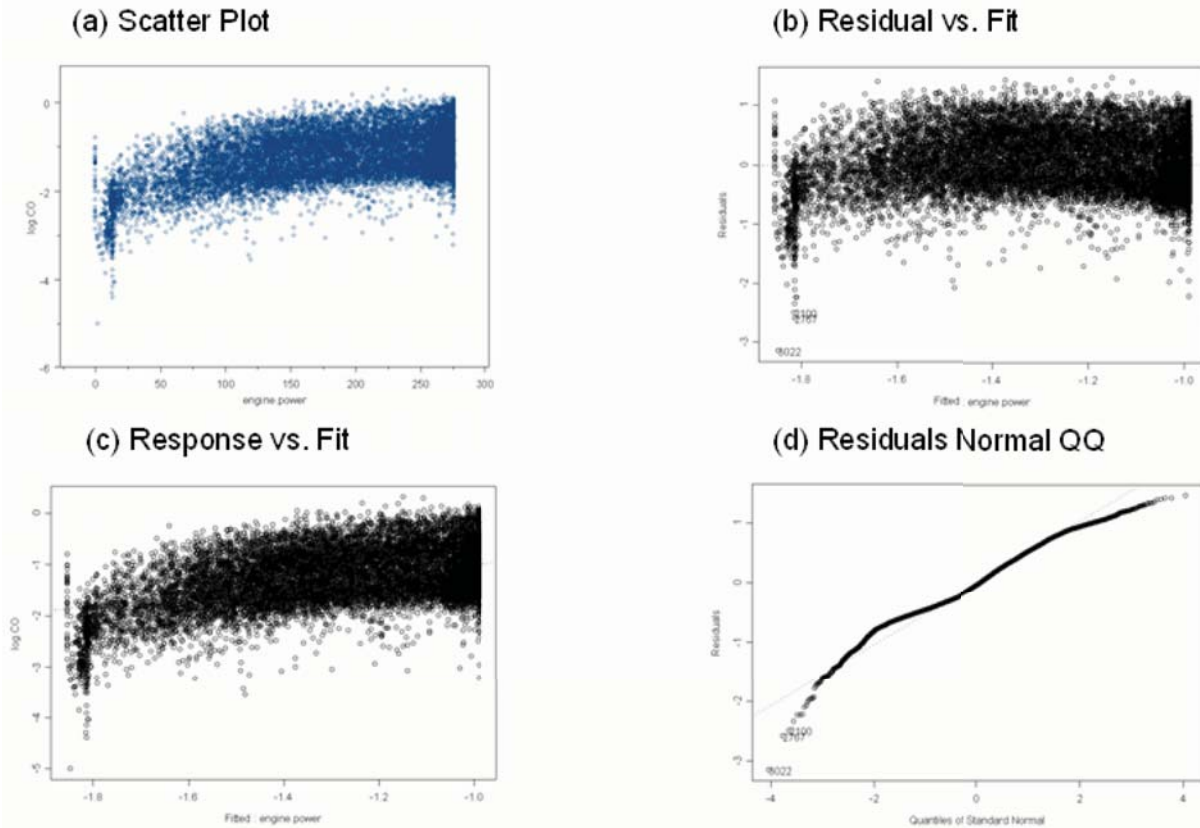 (a) Scatter Plot
0
-2
-4
-6
log CO
0 50 100 150 200 250 300
engine power
(b) Residual vs. Fit
1
0
-1
-2
-3
Residuals
2767
-1.8 -1.6 -1.4 -1.2 -1.0
Fitted : engine power
(c) Response vs. Fit
0
-1
-2
-3
-4
-5
log CO
-1.8 -1.6 -1.4 -1.2 -1.0
Fitted : engine power
(d) Residuals Normal QQ
1
0
-1
-2
-3
Residuals
2767
-4 -2 0 2 4
Quantiles of Standard Normal